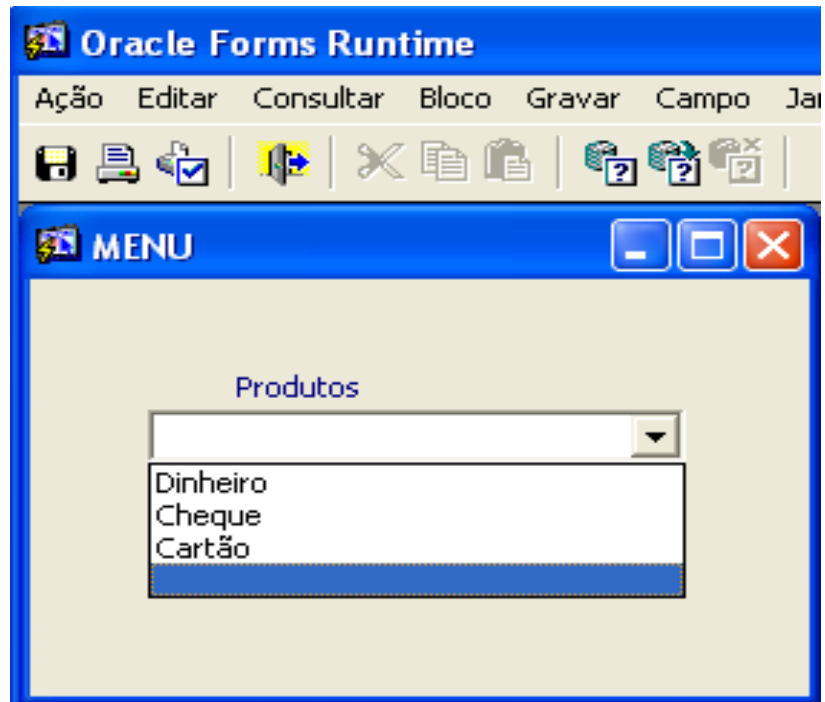 Oracle Forms Runtime
Ação Editar Consultar Bloco Gravar Campo
MENU
Produtos
Dinheiro
Cheque
Cartão